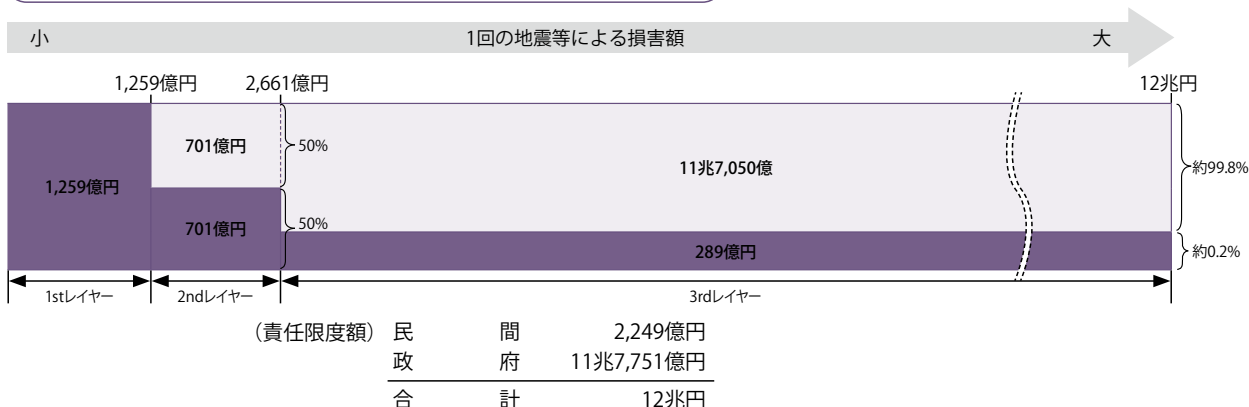 小 1回の地震等による損害額 大
1,259億円 2,661億円 12兆円
701億円 50% 11兆7,050億 約99.8%
1,259億円
701億円 50% 289億円 約0.2%
1stレイヤー 2ndレイヤー 3rdレイヤー
（責任限度額） 民間 2,249億円
政府 11兆7,751億円
合計 12兆円